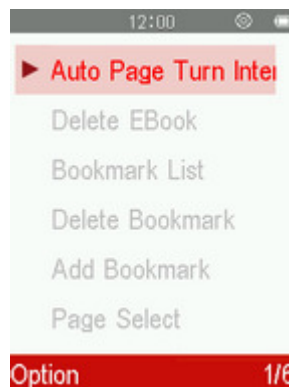 12:00
Auto Page Turn Inter
Delete EBook
Bookmark List
Delete Bookmark
Add Bookmark
Page Select
Option 1/6